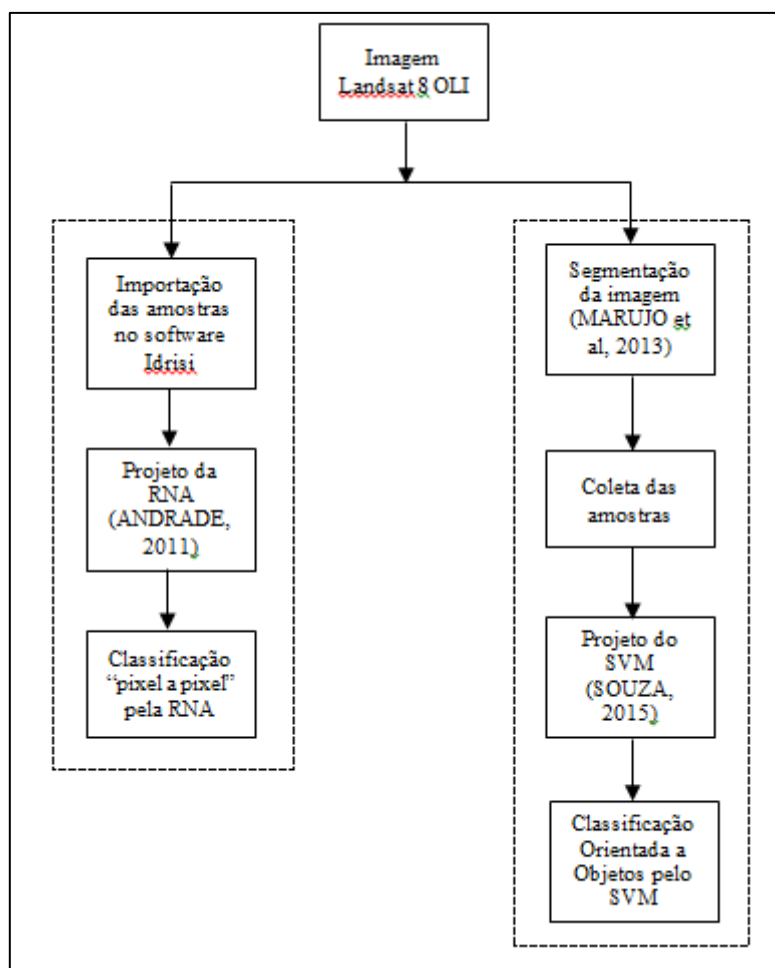 Imagem
Landsat 8 OLI
Importação
das amostras
no software
Idrisi
Projeto da
RNA
(ANDRADE,
2011)
Classificação
“pixel a pixel”
pela RNA
Segmentação
da imagem
(MARUJO et
al, 2013)
Coleta das
amostras
Projeto do
SVM
(SOUZA,
2015)
Classificação
Orientada a
Objetos pelo
SVM